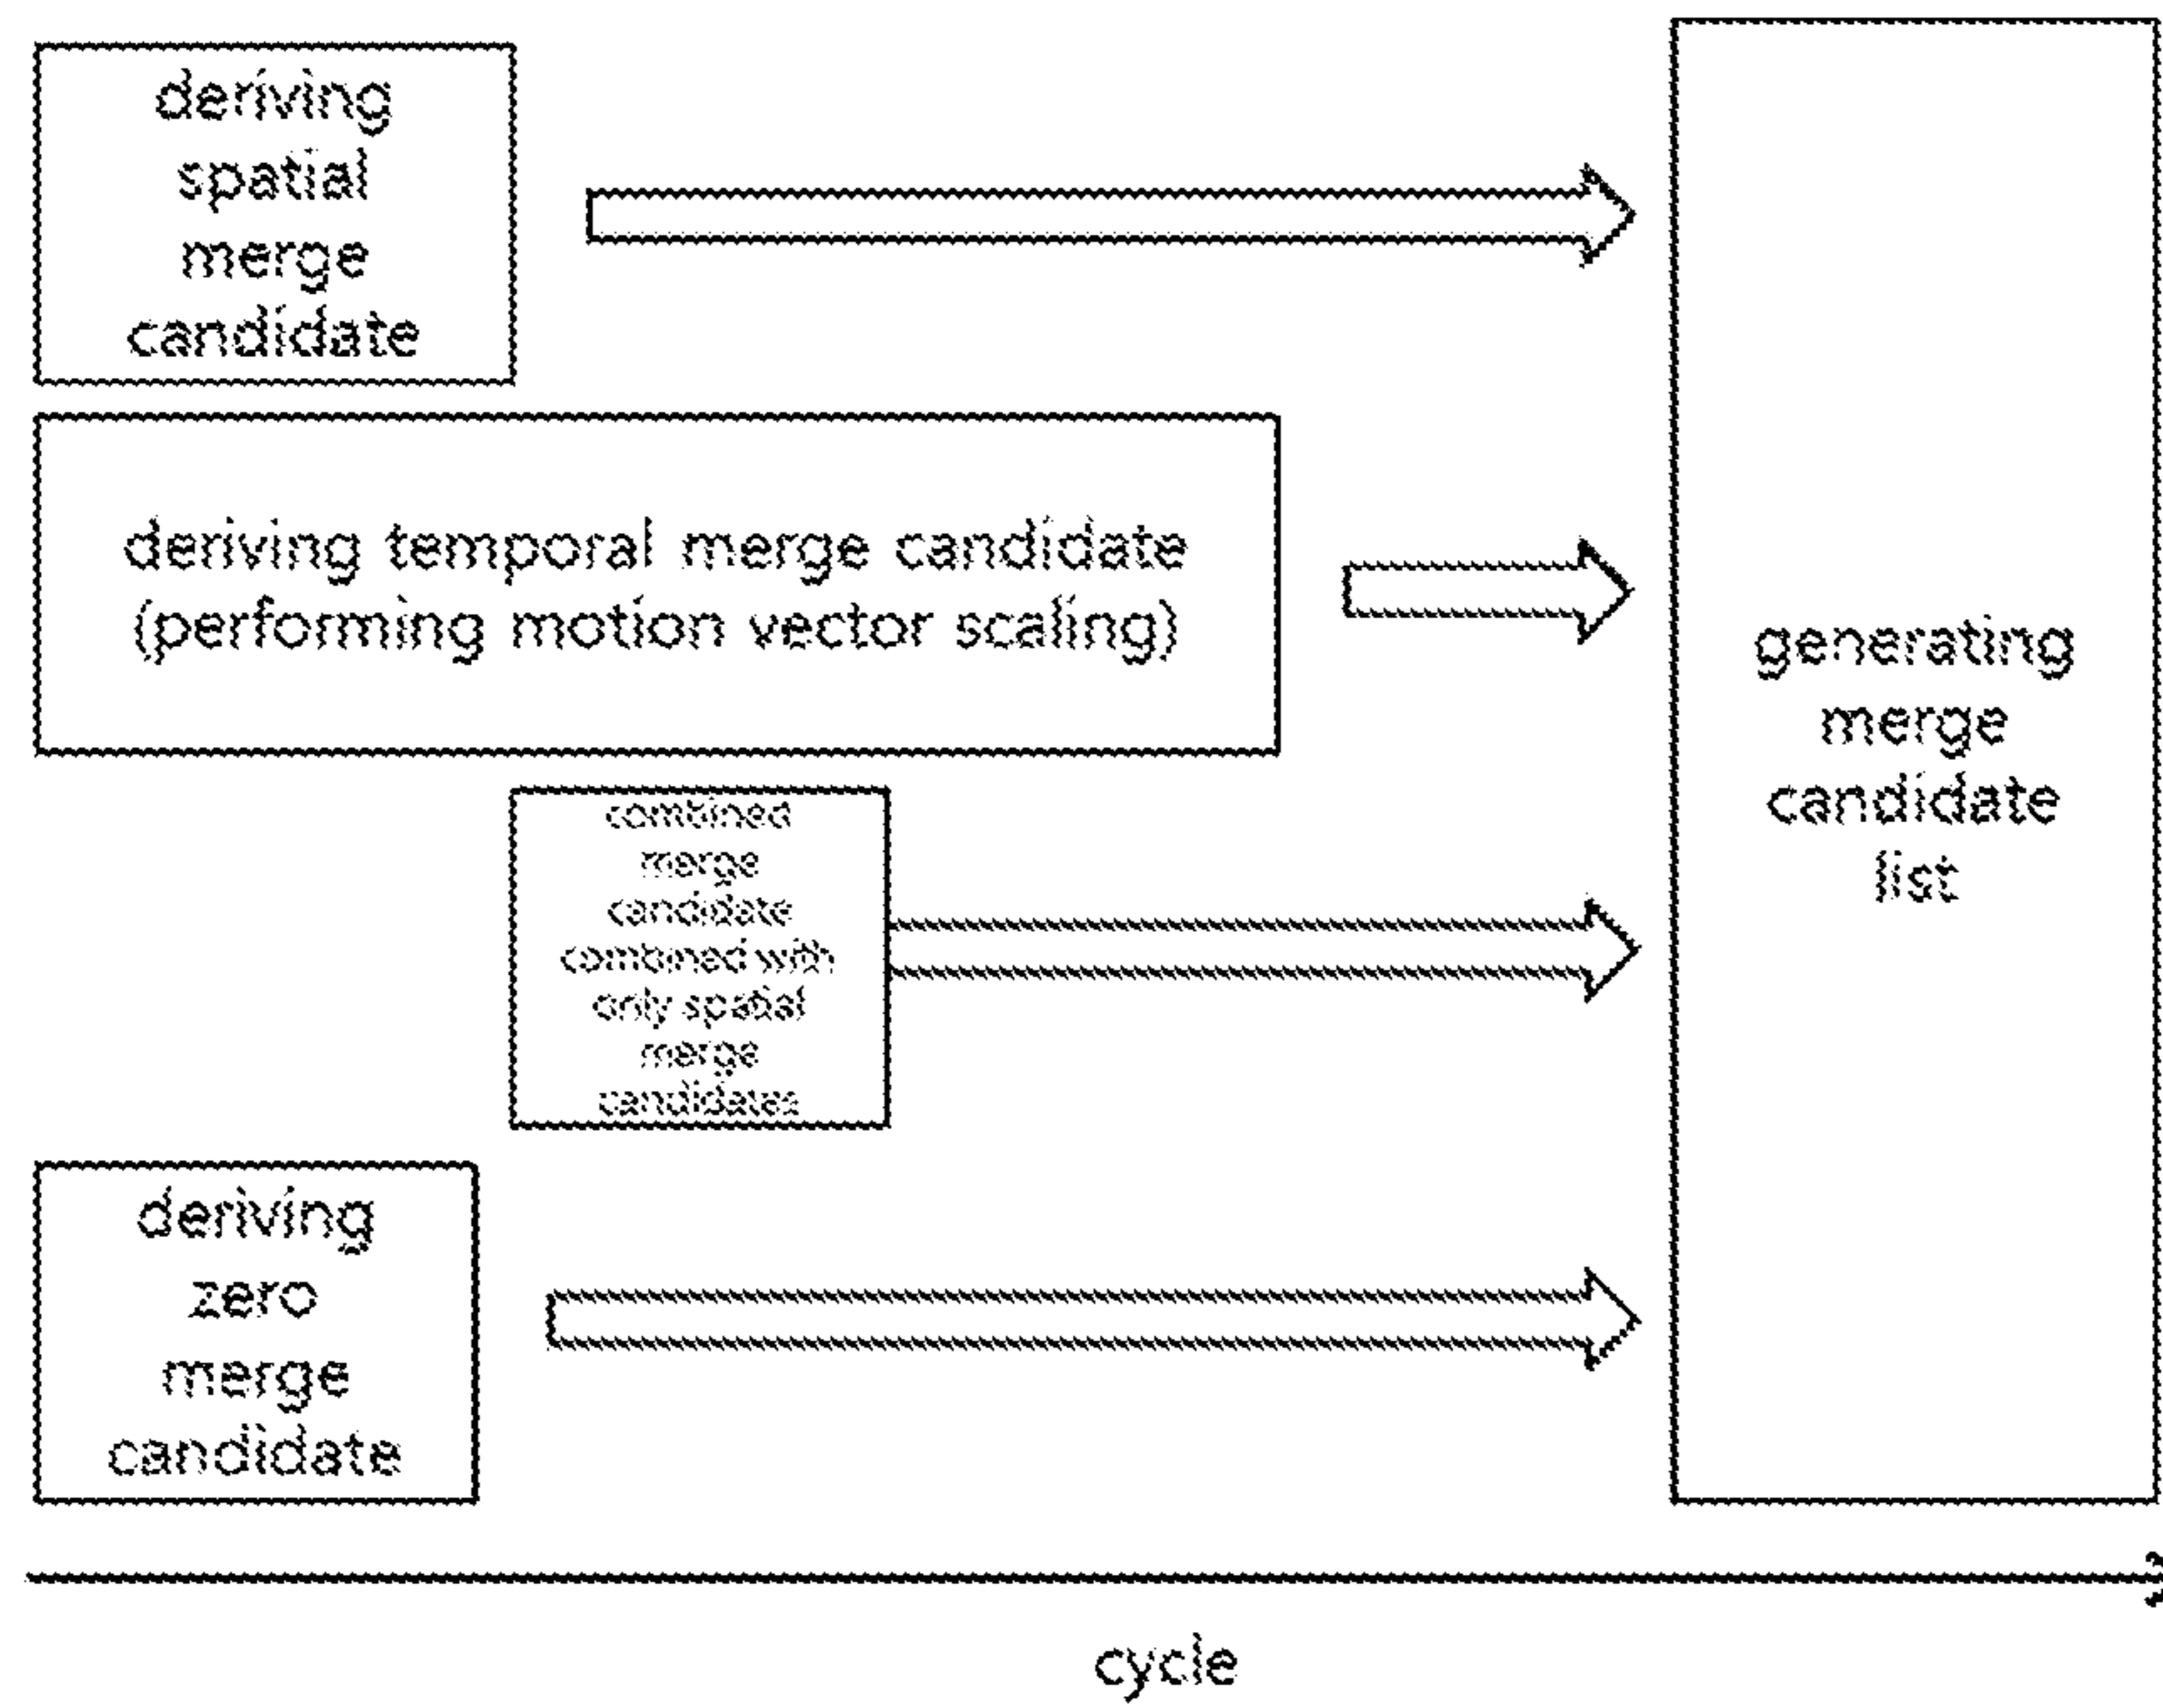 deriving
spatial
merge
candidate
deriving temporal merge candidate
(performing motion vector scaling)
combined
merge
candidate
combined with
only spatial
merge
candidates
deriving
zero
merge
candidate
generating
merge
candidate
list
cycle